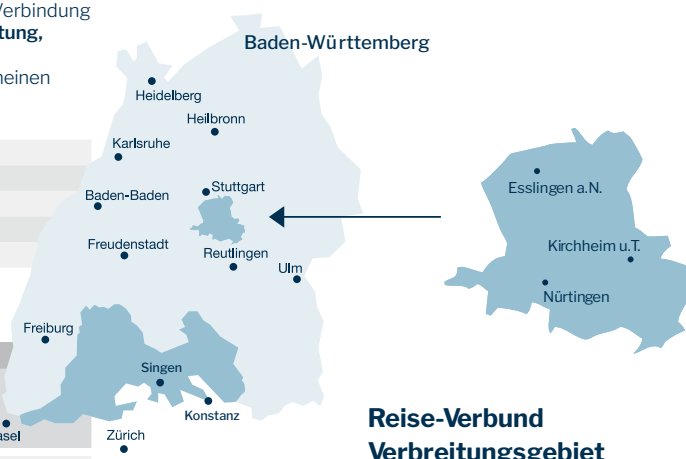 Verbindung
tung,
einen
Baden-Württemberg
Heidelberg
Heilbronn
Karlsruhe
Baden-Baden
Stuttgart
Freudenstadt
Reutlingen
Ulm
Freiburg
Singen
Konstanz
Zürich
asel
Esslingen a.N.
Kirchheim u.T.
Nürtingen
Reise-Verbund
Verbreitungsgebiet